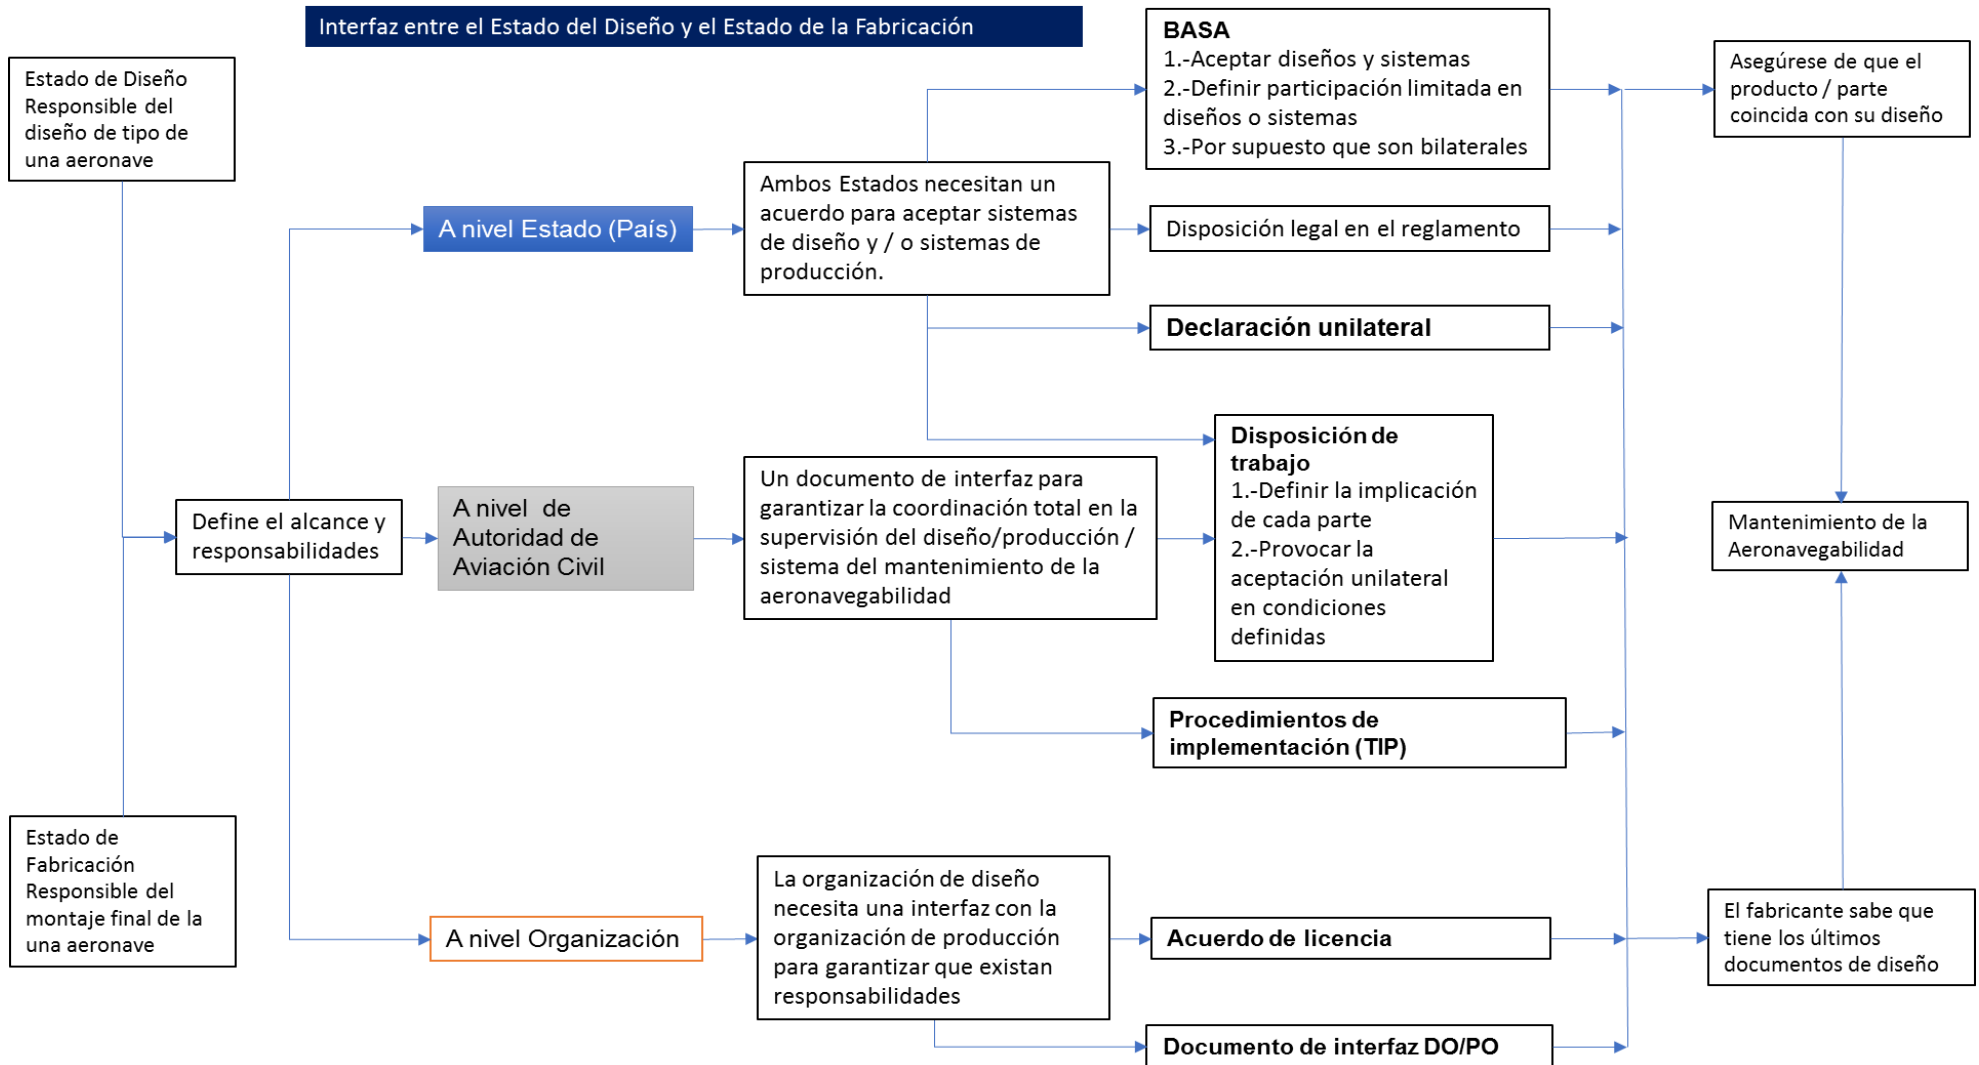 Interfaz entre el Estado del Diseño y el Estado de la Fabricación
Estado de Diseño
Responsible del
diseño de tipo de
una aeronave
Estado de
Fabricación
Responsible del
montaje final de la
una aeronave
Define el alcance y
responsabilidades
A nivel Estado (País)
A nivel de
Autoridad de
Aviación Civil
A nivel Organización
Ambos Estados necesitan un
acuerdo para aceptar sistemas
de diseño y / o sistemas de
producción.
Un documento de interfaz para
garantizar la coordinación total en la
supervisión del diseño/producción /
sistema del mantenimiento de la
aeronavegabilidad
La organización de diseño
necesita una interfaz con la
organización de producción
para garantizar que existan
responsabilidades
BASA
1.-Aceptar diseños y sistemas
2.-Definir participación limitada en
diseños o sistemas
3.-Por supuesto que son bilaterales
Disposición legal en el reglamento
Declaración unilateral
Disposición de
trabajo
1.-Definir la implicación
de cada parte
2.-Provocar la
aceptación unilateral
en condiciones
definidas
Procedimientos de
implementación (TIP)
Acuerdo de licencia
Documento de interfaz DO/PO
Asegúrese de que el
producto / parte
coincida con su diseño
Mantenimiento de la
Aeronavegabilidad
El fabricante sabe que
tiene los últimos
documentos de diseño